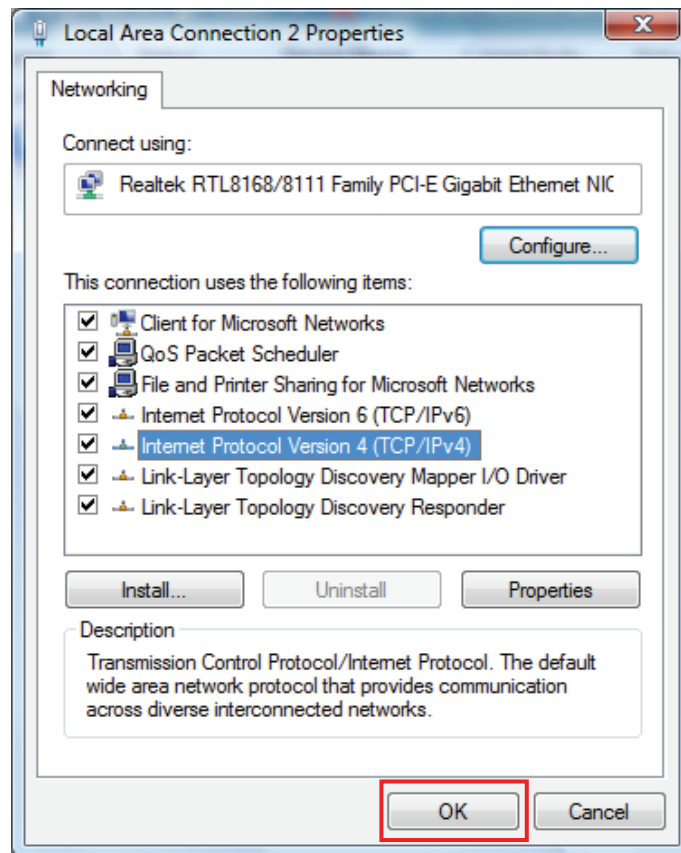 Local Area Connection 2 Properties
Networking
Connect using:
Realtek RTL8168/8111 Family PCI-E Gigabit Ethernet NIC
Configure...
This connection uses the following items:
Client for Microsoft Networks
QoS Packet Scheduler
File and Printer Sharing for Microsoft Networks
Internet Protocol Version 6 (TCP/IPv6)
Internet Protocol Version 4 (TCP/IPv4)
Link-Layer Topology Discovery Mapper I/O Driver
Link-Layer Topology Discovery Responder
Install... Uninstall Properties
Description
Transmission Control Protocol/Internet Protocol. The default
wide area network protocol that provides communication
across diverse interconnected networks.
OK Cancel